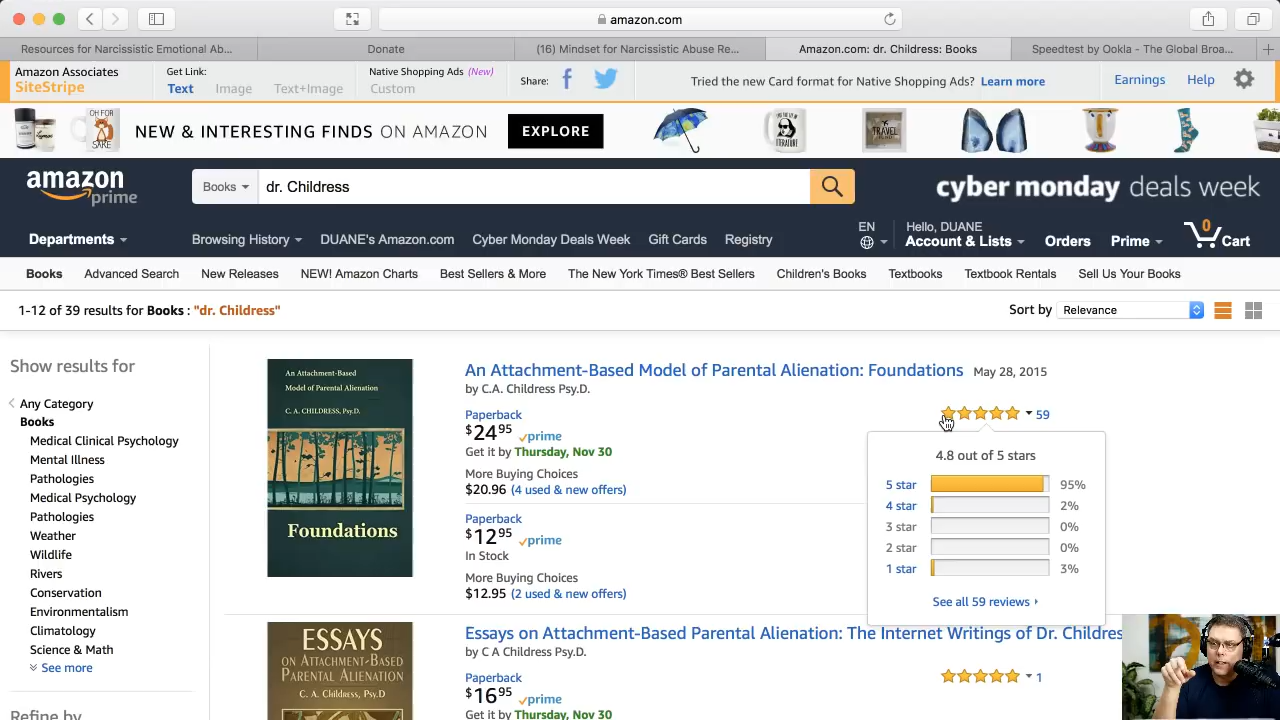 amazon.com
Resources for Narcissistic Emotional Ab...
Donate
(16) Mindset for Narcissistic Abuse Re...
Amazon.com: dr. Childress: Books
Speedtest by Ookla - The Global Broa...
Amazon Associates
SiteStripe
Get Link:
Text
Image
Text+Image
Native Shopping Ads (New)
Custom
Share:
Tried the new Card format for Native Shopping Ads? Learn more
Earnings
Help
OH FOR
SAKE
NEW & INTERESTING FINDS ON AMAZON
EXPLORE
LITERATURE
TRAVEL
amazon
prime
Books
dr. Childress
cyber monday deals week
Departments
Browsing History
DUANE's Amazon.com
Cyber Monday Deals Week
Gift Cards
Registry
EN
Hello, DUANE
Account & Lists
Orders
Prime
0
Cart
Books
Advanced Search
New Releases
NEW! Amazon Charts
Best Sellers & More
The New York Times® Best Sellers
Children's Books
Textbooks
Textbook Rentals
Sell Us Your Books
1-12 of 39 results for Books : "dr. Childress"
Sort by
Relevance
Show results for
Any Category
Books
Medical Clinical Psychology
Mental Illness
Pathologies
Medical Psychology
Pathologies
Weather
Wildlife
Rivers
Conservation
Environmentalism
Climatology
Science & Math
See more
Refine by
An Attachment-Based
Model of Parental Alienation
C. A. CHILDRESS, Psy.D.
Foundations
An Attachment-Based Model of Parental Alienation: Foundations May 28, 2015
by C.A. Childress Psy.D.
Paperback
$24 95 prime
Get it by Thursday, Nov 30
More Buying Choices
$20.96 (4 used & new offers)
Paperback
$12 95 prime
In Stock
More Buying Choices
$12.95 (2 used & new offers)
59
4.8 out of 5 stars
5 star 95%
4 star 2%
3 star 0%
2 star 0%
1 star 3%
See all 59 reviews
ESSAYS
ON ATTACHMENT-BASED
PARENTAL ALIENATION
C. A. Childress, Psy.D
Essays on Attachment-Based Parental Alienation: The Internet Writings of Dr. Childres
by C A Childress Psy.D.
Paperback
$16 95 prime
Get it by Thursday, Nov 30
1